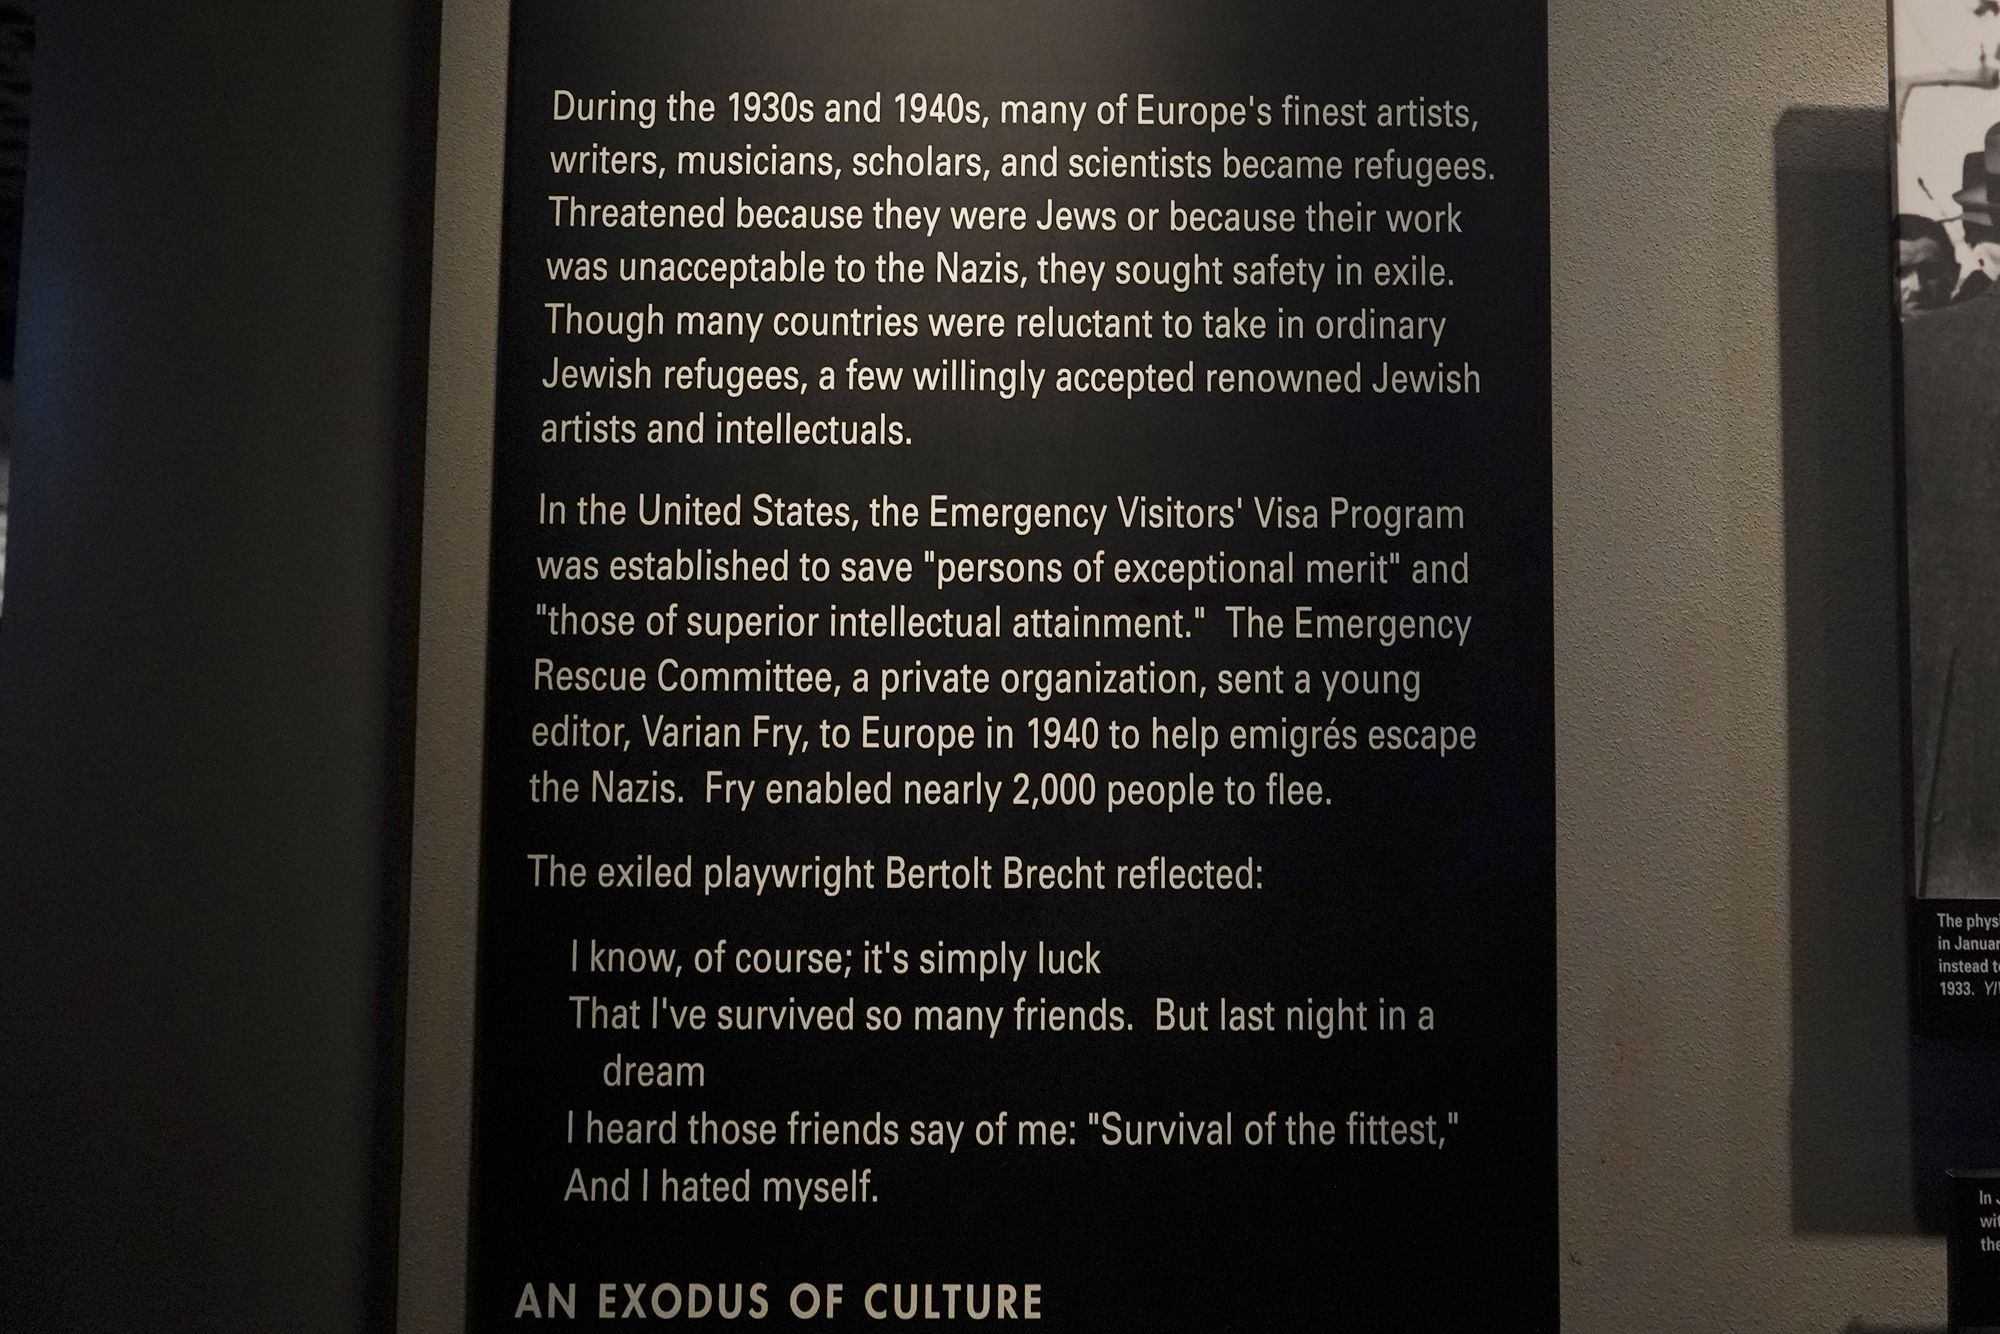 During the 1930s and 1940s, many of Europe's finest artists,
writers, musicians, scholars, and scientists became refugees.
Threatened because they were Jews or because their work
was unacceptable to the Nazis, they sought safety in exile.
Though many countries were reluctant to take in ordinary
Jewish refugees, a few willingly accepted renowned Jewish
artists and intellectuals.
In the United States, the Emergency Visitors' Visa Program
was established to save "persons of exceptional merit" and
"those of superior intellectual attainment."  The Emergency
Rescue Committee, a private organization, sent a young
editor, Varian Fry, to Europe in 1940 to help emigrés escape
the Nazis.  Fry enabled nearly 2,000 people to flee.
The exiled playwright Bertolt Brecht reflected:
I know, of course; it's simply luck
That I've survived so many friends.  But last night in a
dream
I heard those friends say of me: "Survival of the fittest,"
And I hated myself.
AN EXODUS OF CULTURE
The
in
instead
1933.
In
the